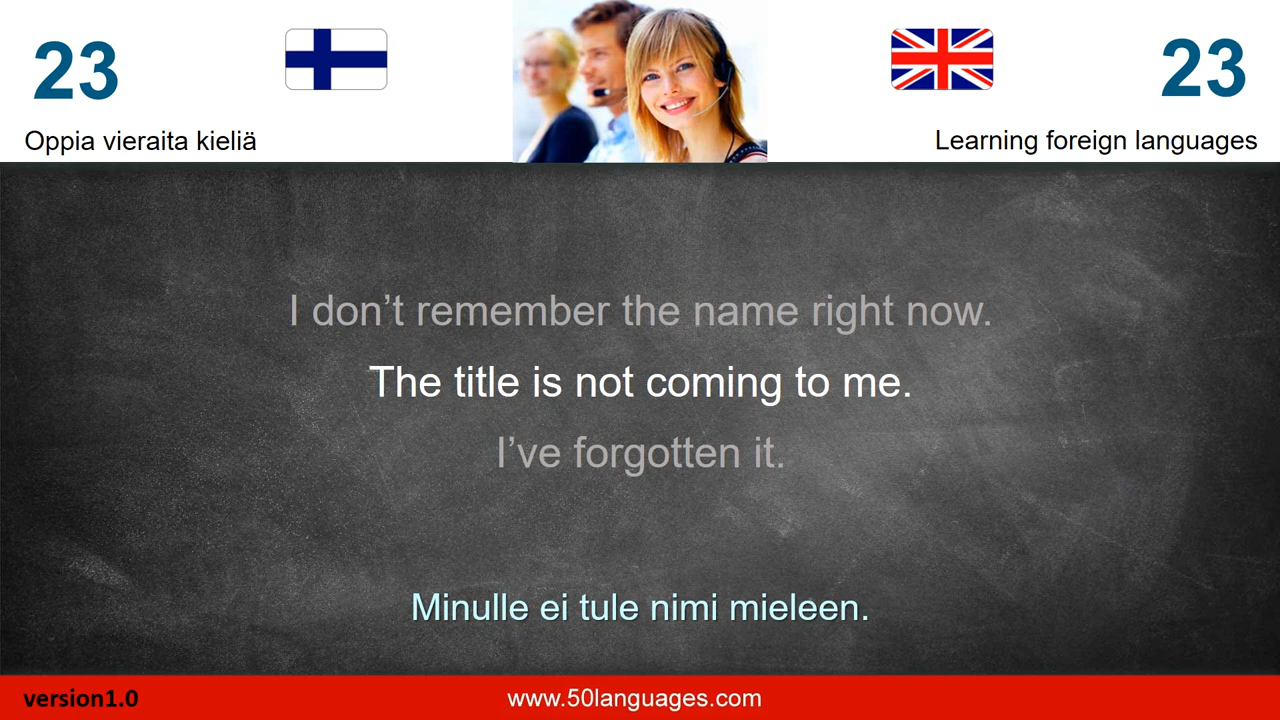 23
23
Oppia vieraita kieliä
Learning foreign languages
I don’t remember the name right now.
The title is not coming to me.
I’ve forgotten it.
Minulle ei tule nimi mieleen.
version1.0
www.50languages.com